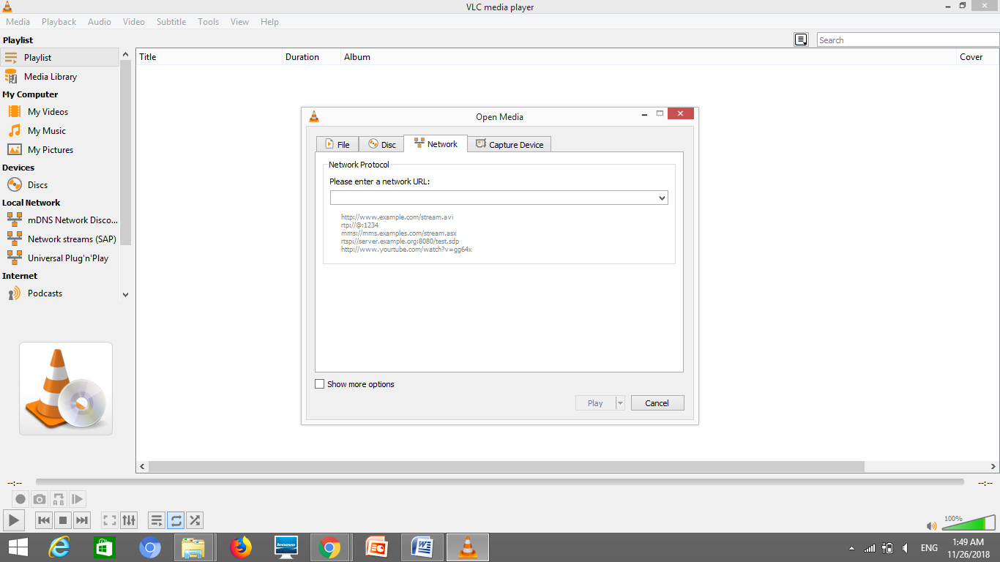 VLC media player
Media Playback Audio Video Subtitle Tools View Help
Playlist
Search
Playlist
Media Library
My Computer
My Videos
My Music
My Pictures
Devices
Discs
Local Network
mDNS Network Disco...
Network streams (SAP)
Universal Plug'n'Play
Internet
Podcasts
Title Duration Album Cover
Open Media
File Disc Network Capture Device
Network Protocol
Please enter a network URL:
http://www.example.com/stream.avi
rtp://@:1234
mms://mms.examples.com/stream.asx
rtsp://server.example.org:8080/test.sdp
http://www.yourtube.com/watch?v=gg64x
Show more options
Play Cancel
--:-- --:--
A B
100%
lenovo
ENG
1:49 AM
11/26/2018